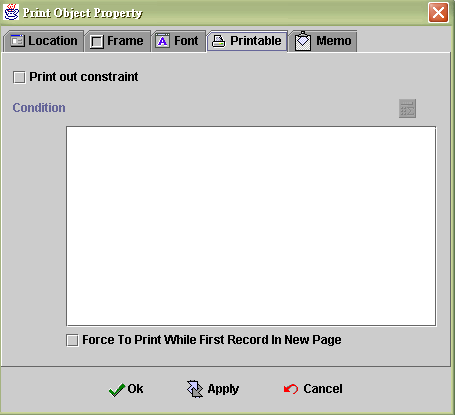 Print Object Property
Location Frame Font Printable Memo
Print out constraint
Condition
Force To Print While First Record In New Page
Ok Apply Cancel